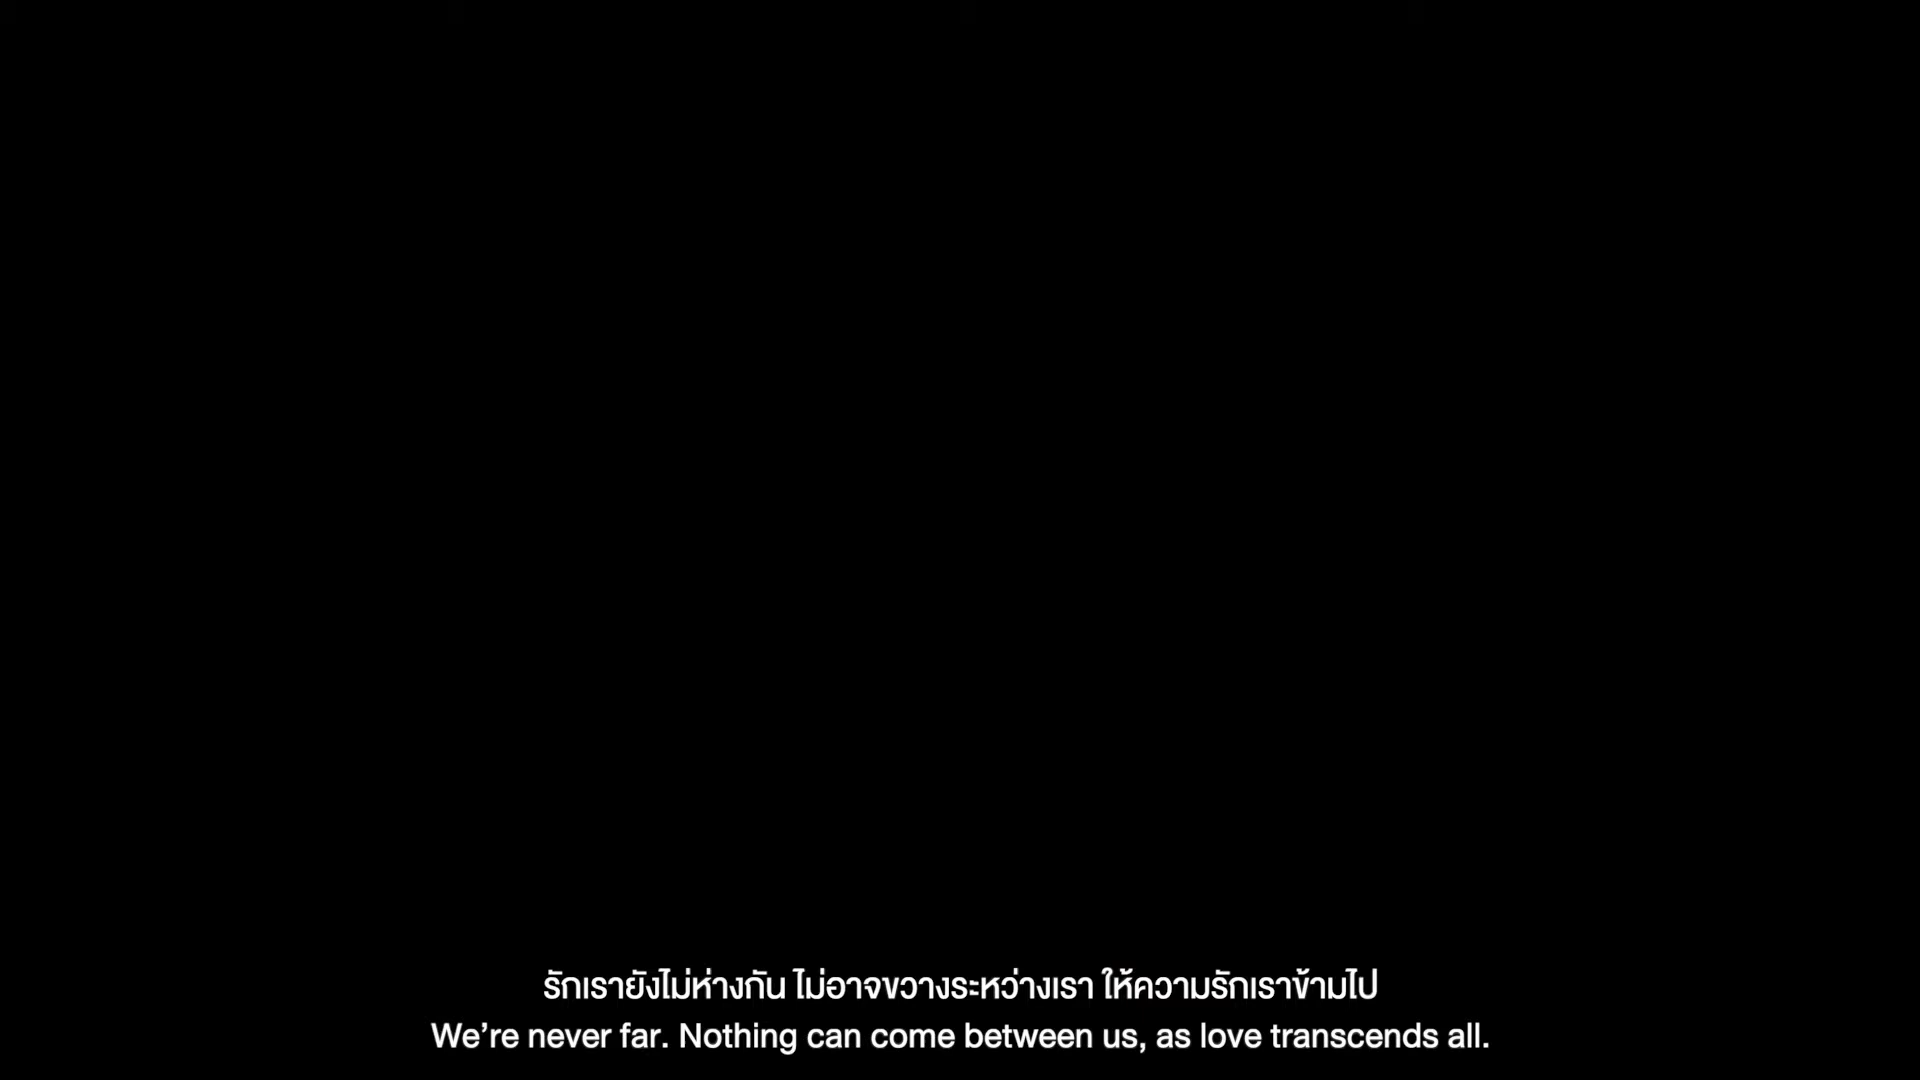 รักเรายังไม่ห่างกัน ไม่อาจขวางระหว่างเรา ให้ความรักเราข้ามไป
We’re never far. Nothing can come between us, as love transcends all.